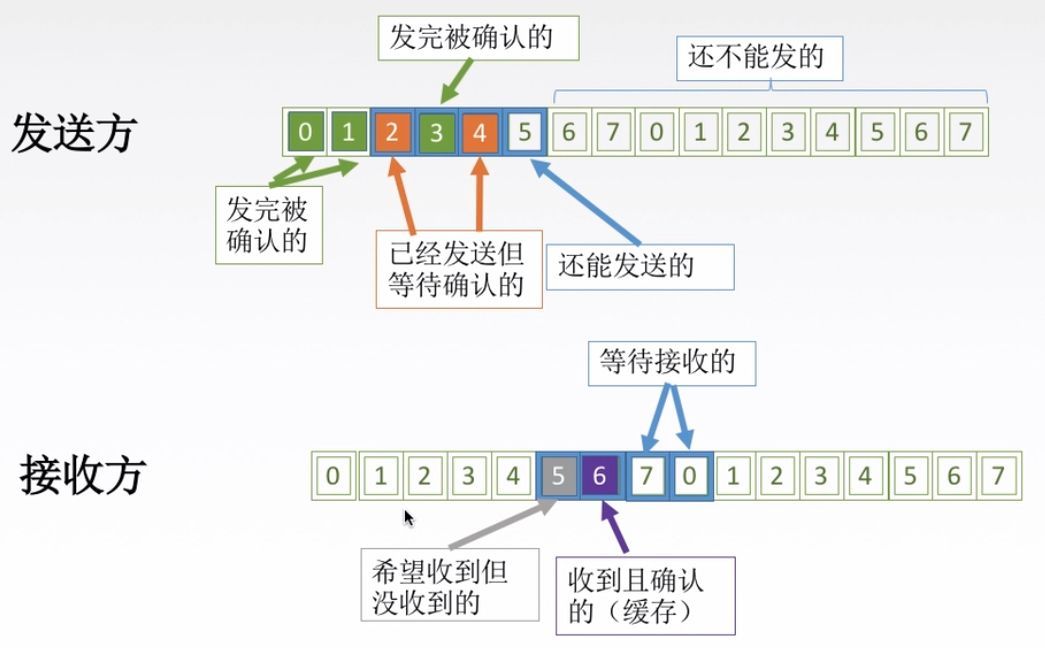 发完被确认的
还不能发的
发送方
0 1 2 3 4 5 6 7 0 1 2 3 4 5 6 7
发完被
确认的
已经发送但
等待确认的
还能发送的
等待接收的
接收方
0 1 2 3 4 5 6 7 0 1 2 3 4 5 6 7
希望收到但
没收到的
收到且确认
的（缓存）